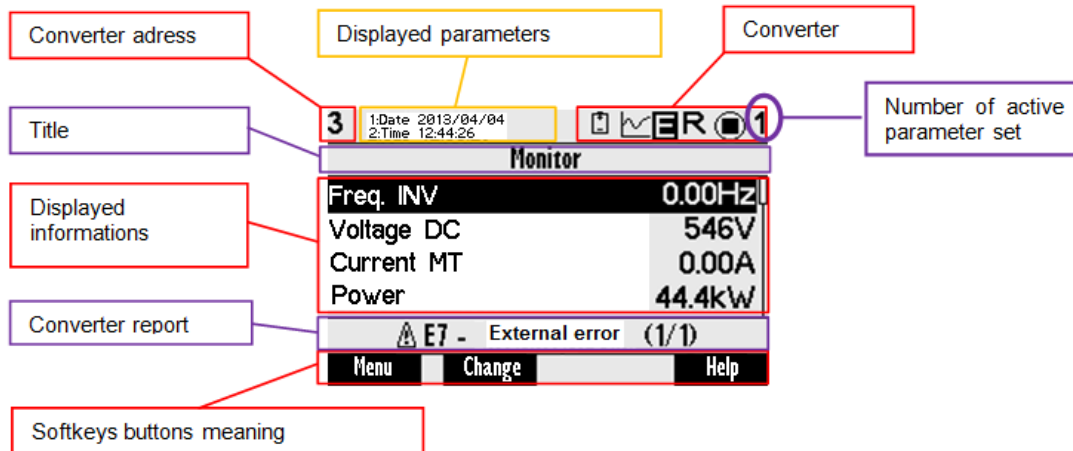 Converter adress
Displayed parameters
Converter
Number of active
parameter set
Title
3
1:Date 2013/04/04
2:Time 12:44:26
E R 1
Monitor
Displayed
informations
Freq. INV 0.00Hz
Voltage DC 546V
Current MT 0.00A
Power 44.4kW
Converter report
E7 - External error (1/1)
Menu Change Help
Softkeys buttons meaning